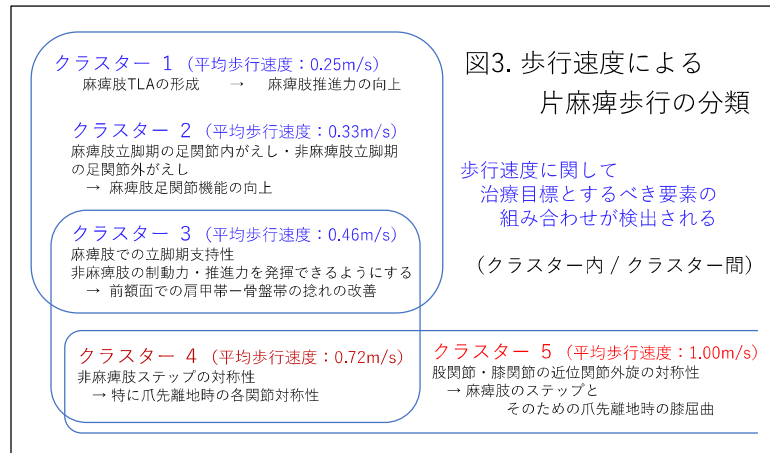 クラスター 1 (平均歩行速度：0.25m/s)
麻痺肢TLAの形成 → 麻痺肢推進力の向上
クラスター 2 (平均歩行速度：0.33m/s)
麻痺肢立脚期の足関節内がえし・非麻痺肢立脚期
の足関節外がえし
→ 麻痺肢足関節機能の向上
クラスター 3 (平均歩行速度：0.46m/s)
麻痺肢での立脚期支持性
非麻痺肢の制動力・推進力を発揮できるようにする
→ 前額面での肩甲帯ー骨盤帯の捻れの改善
クラスター 4 (平均歩行速度：0.72m/s)
非麻痺肢ステップの対称性
→ 特に爪先離地時の各関節対称性
図3. 歩行速度による
片麻痺歩行の分類
歩行速度に関して
治療目標とするべき要素の
組み合わせが検出される
（クラスター内 / クラスター間）
クラスター 5 (平均歩行速度：1.00m/s)
股関節・膝関節の近位関節外旋の対称性
→ 麻痺肢のステップと
そのための爪先離地時の膝屈曲